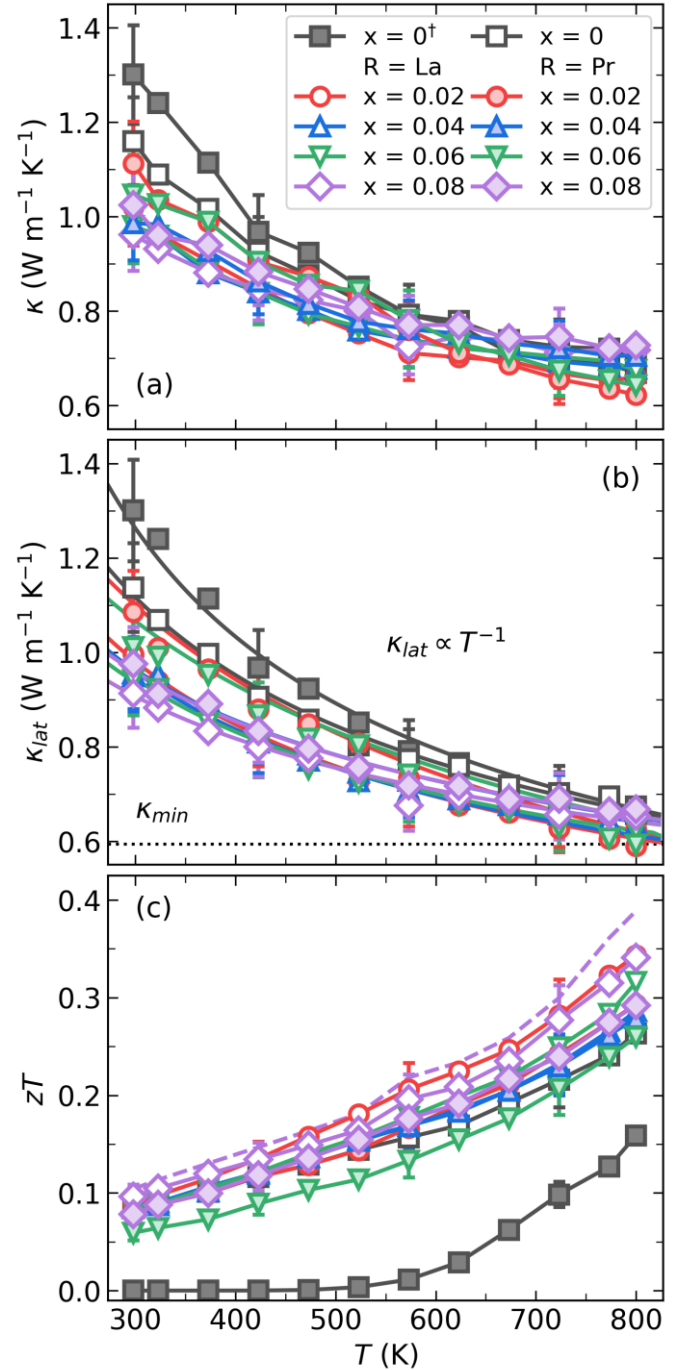 1.4
1.2
1.0
0.8
0.6
κ (W m⁻¹ K⁻¹)
x = 0† x = 0
R = La R = Pr
x = 0.02 x = 0.02
x = 0.04 x = 0.04
x = 0.06 x = 0.06
x = 0.08 x = 0.08
(a)
1.4
1.2
1.0
0.8
0.6
κ_lat (W m⁻¹ K⁻¹)
(b)
κ_lat ∝ T⁻¹
κ_min
0.4
0.3
0.2
0.1
0.0
zT
(c)
300 400 500 600 700 800
T (K)